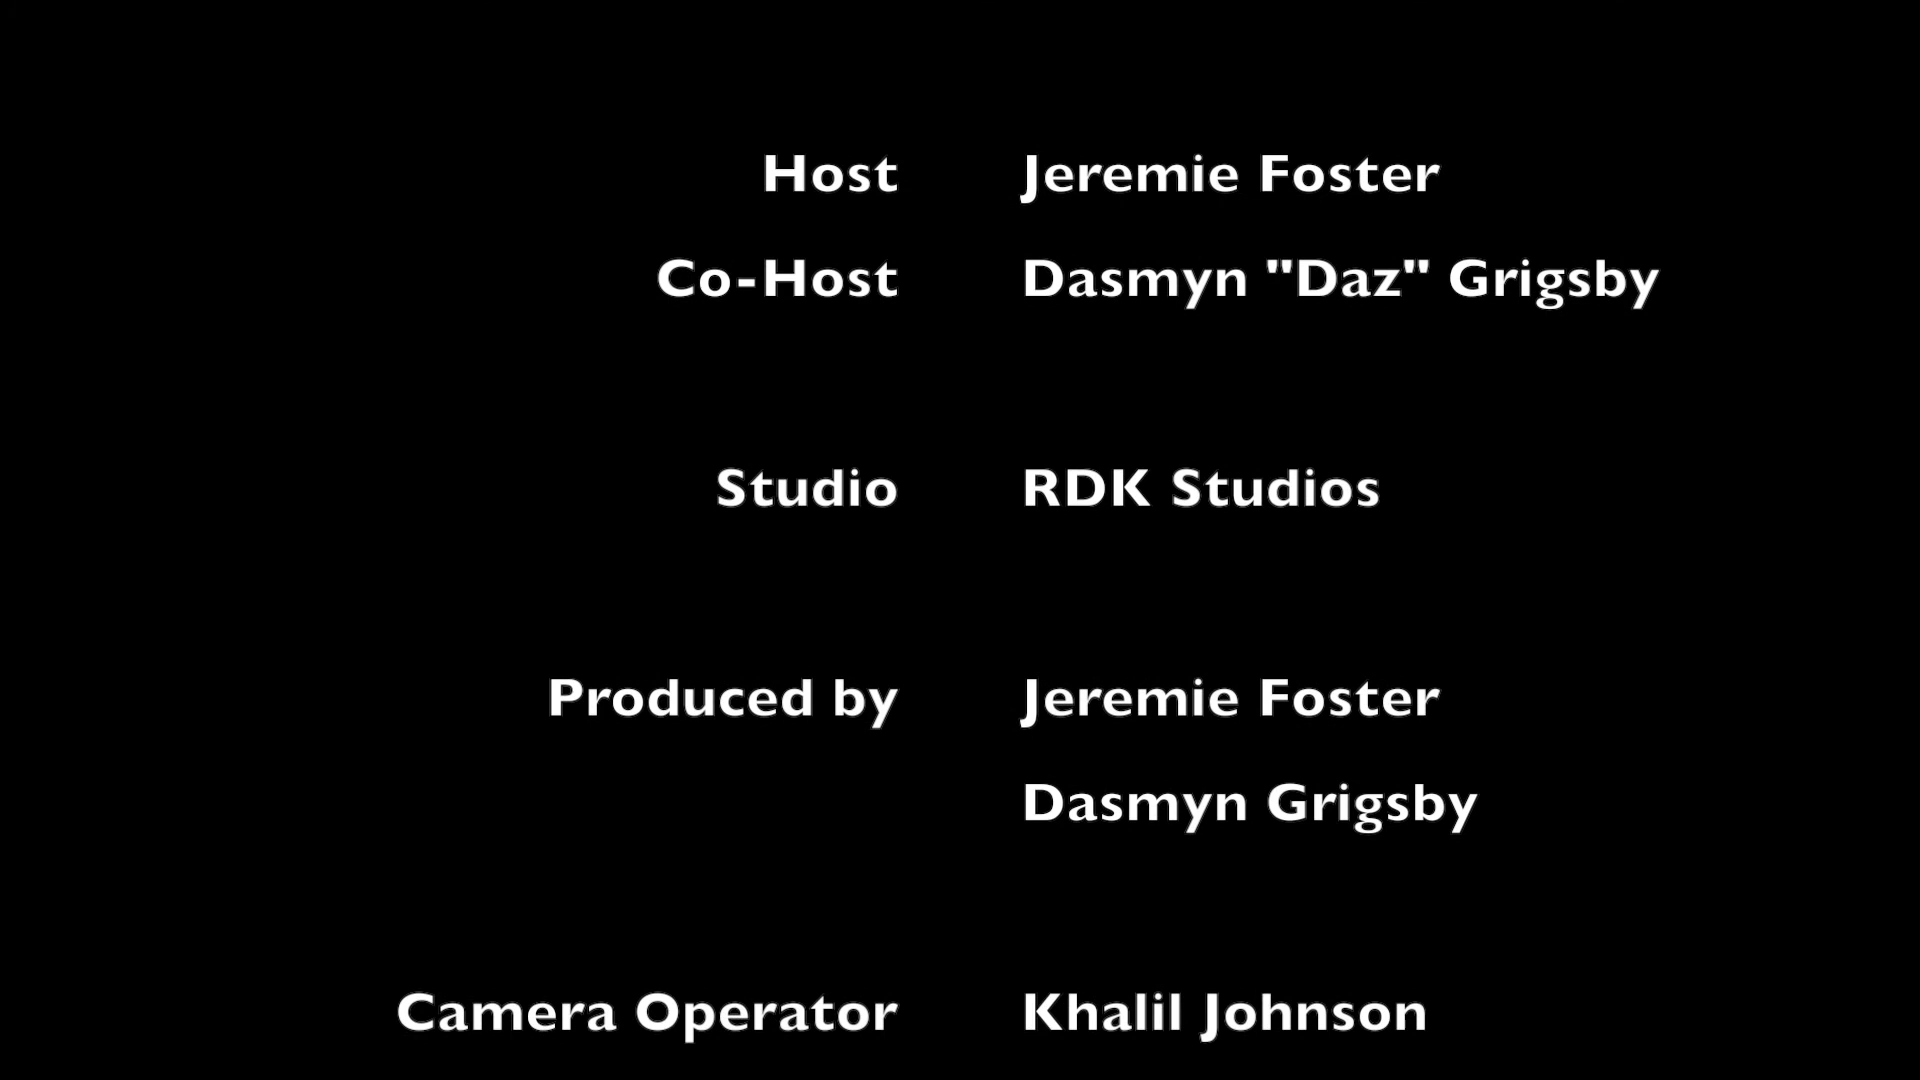 Host Jeremie Foster
Co-Host Dasmyn "Daz" Grigsby
Studio RDK Studios
Produced by Jeremie Foster
Dasmyn Grigsby
Camera Operator Khalil Johnson